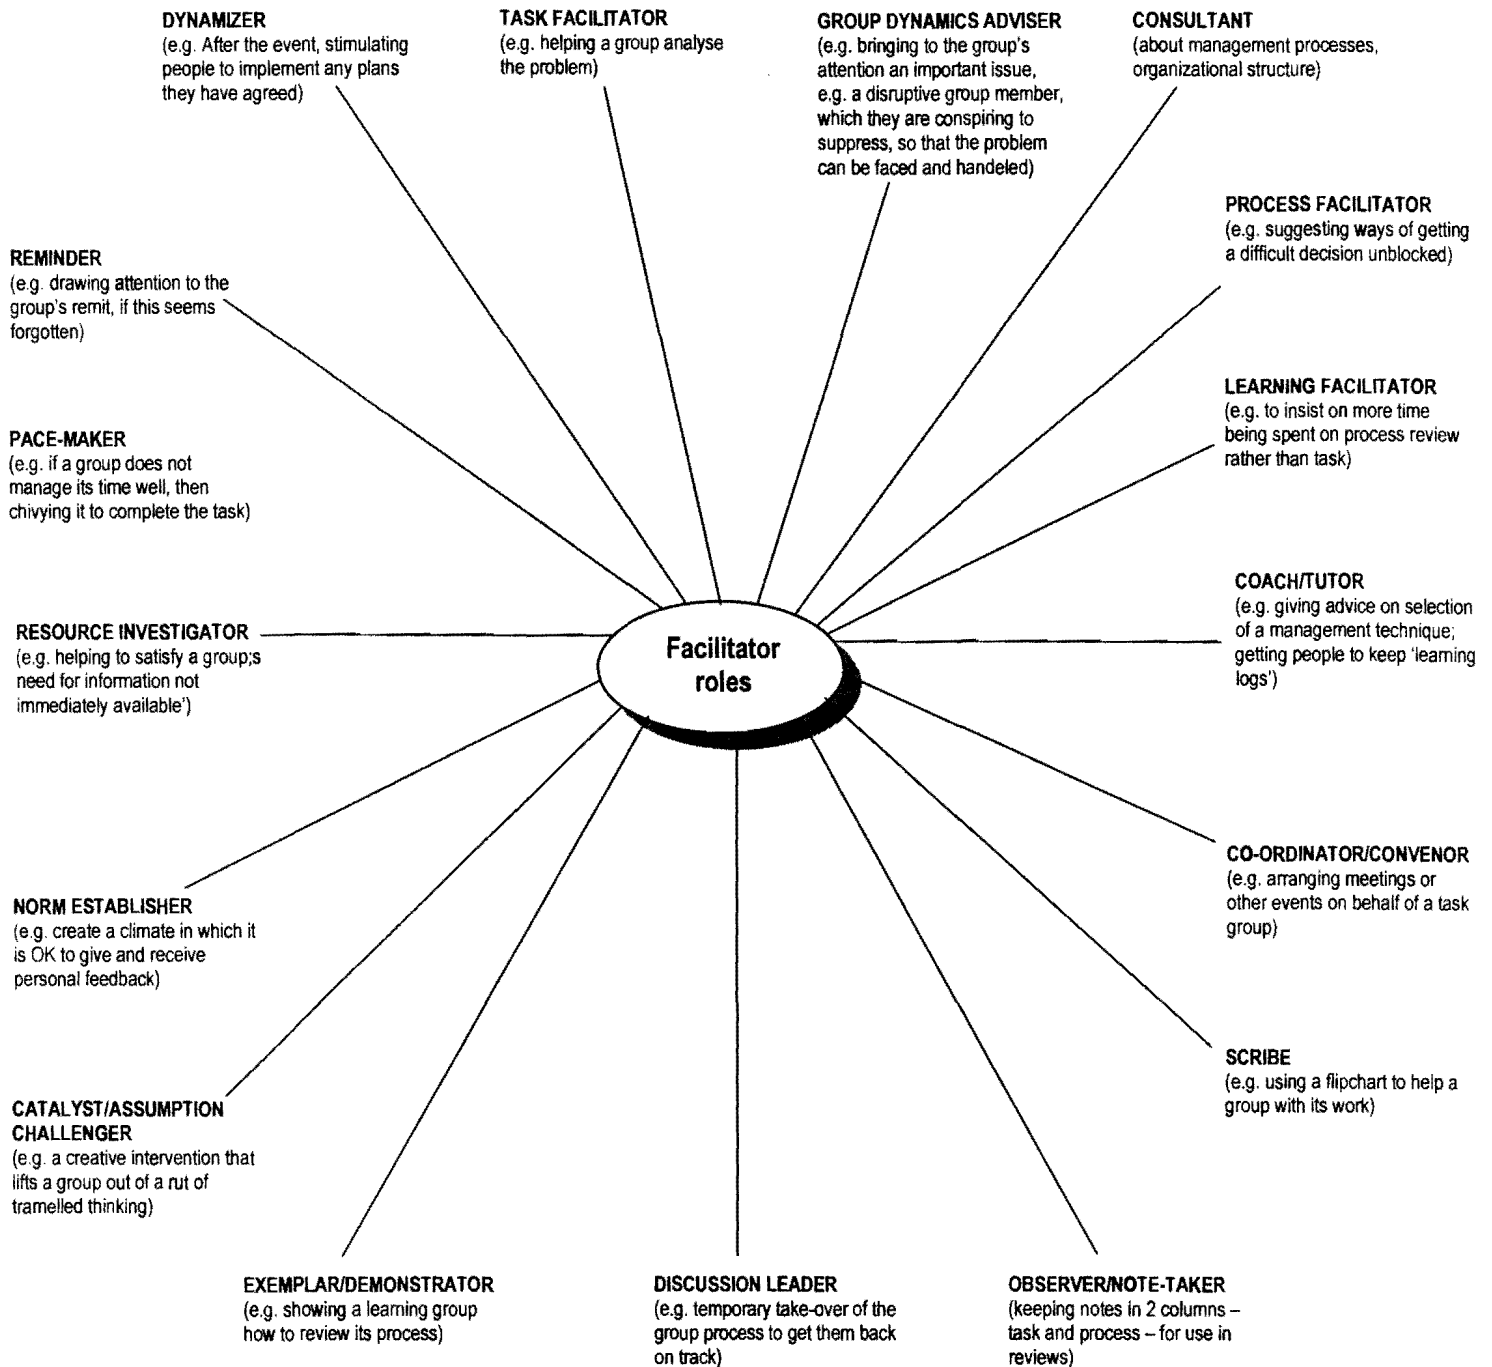 DYNAMIZER
(e.g. After the event, stimulating
people to implement any plans
they have agreed)
TASK FACILITATOR
(e.g. helping a group analyse
the problem)
GROUP DYNAMICS ADVISER
(e.g. bringing to the group's
attention an important issue,
e.g. a disruptive group member,
which they are conspiring to
suppress, so that the problem
can be faced and handeled)
CONSULTANT
(about management processes,
organizational structure)
PROCESS FACILITATOR
(e.g. suggesting ways of getting
a difficult decision unblocked)
REMINDER
(e.g. drawing attention to the
group's remit, if this seems
forgotten)
LEARNING FACILITATOR
(e.g. to insist on more time
being spent on process review
rather than task)
PACE-MAKER
(e.g. if a group does not
manage its time well, then
chivying it to complete the task)
COACH/TUTOR
(e.g. giving advice on selection
of a management technique;
getting people to keep 'learning
logs')
RESOURCE INVESTIGATOR
(e.g. helping to satisfy a group;s
need for information not
immediately available')
Facilitator
roles
CO-ORDINATOR/CONVENOR
(e.g. arranging meetings or
other events on behalf of a task
group)
NORM ESTABLISHER
(e.g. create a climate in which it
is OK to give and receive
personal feedback)
SCRIBE
(e.g. using a flipchart to help a
group with its work)
CATALYST/ASSUMPTION
CHALLENGER
(e.g. a creative intervention that
lifts a group out of a rut of
tramelled thinking)
EXEMPLAR/DEMONSTRATOR
(e.g. showing a learning group
how to review its process)
DISCUSSION LEADER
(e.g. temporary take-over of the
group process to get them back
on track)
OBSERVER/NOTE-TAKER
(keeping notes in 2 columns –
task and process – for use in
reviews)